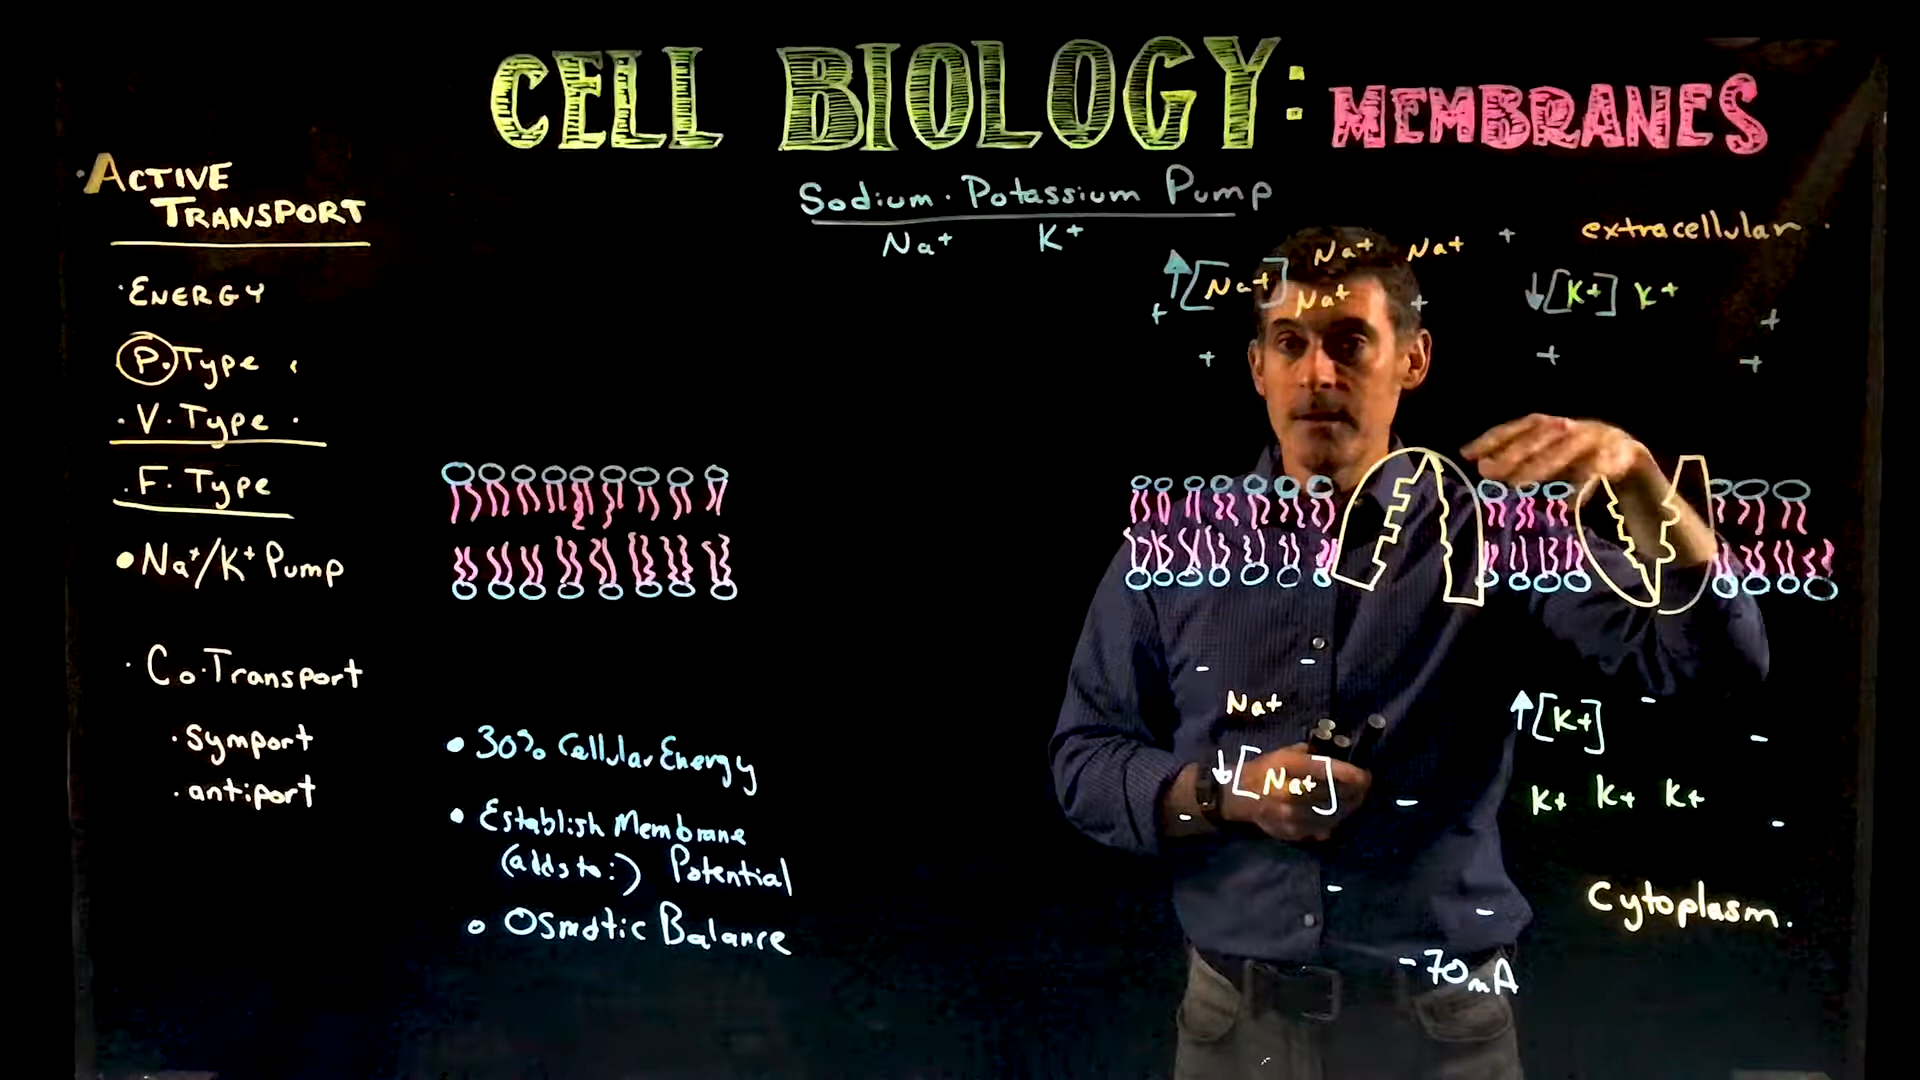 CELL BIOLOGY: MEMBRANES
· ACTIVE
TRANSPORT
· ENERGY
P. Type ·
· V. Type ·
. F. Type
• Na+/K+ Pump
· Co. Transport
· Symport
· antiport
Sodium · Potassium Pump
Na+ K+
• 30% Cellular Energy
• Establish Membrane
(adds to:) Potential
o Osmotic Balance
extracellular .
Na+ Na+ +
↑[Na+] Na+ + ↓[K+] K+
+ +
+ + +
- -
Na+ ↑[K+] -
↓[Na+] -
K+ K+ K+
- - -
Cytoplasm.
- -
-70mA